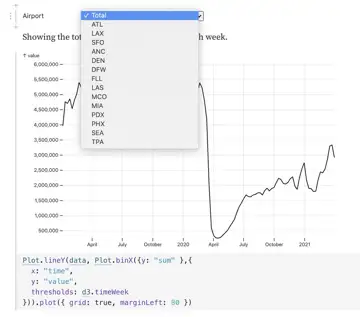 Airport
✓ Total
ATL
LAX
SFO
ANC
DEN
DFW
FLL
LAS
MCO
MIA
PDX
PHX
SEA
TPA
Showing the tot h week.
↑ value
6,000,000
5,500,000
5,000,000
4,500,000
4,000,000
3,500,000
3,000,000
2,500,000
2,000,000
1,500,000
1,000,000
500,000
April July October 2020 April July October 2021
Plot.lineY(data, Plot.binX({y: "sum" },{
x: "time",
y: "value",
thresholds: d3.timeWeek
})).plot({ grid: true, marginLeft: 80 })